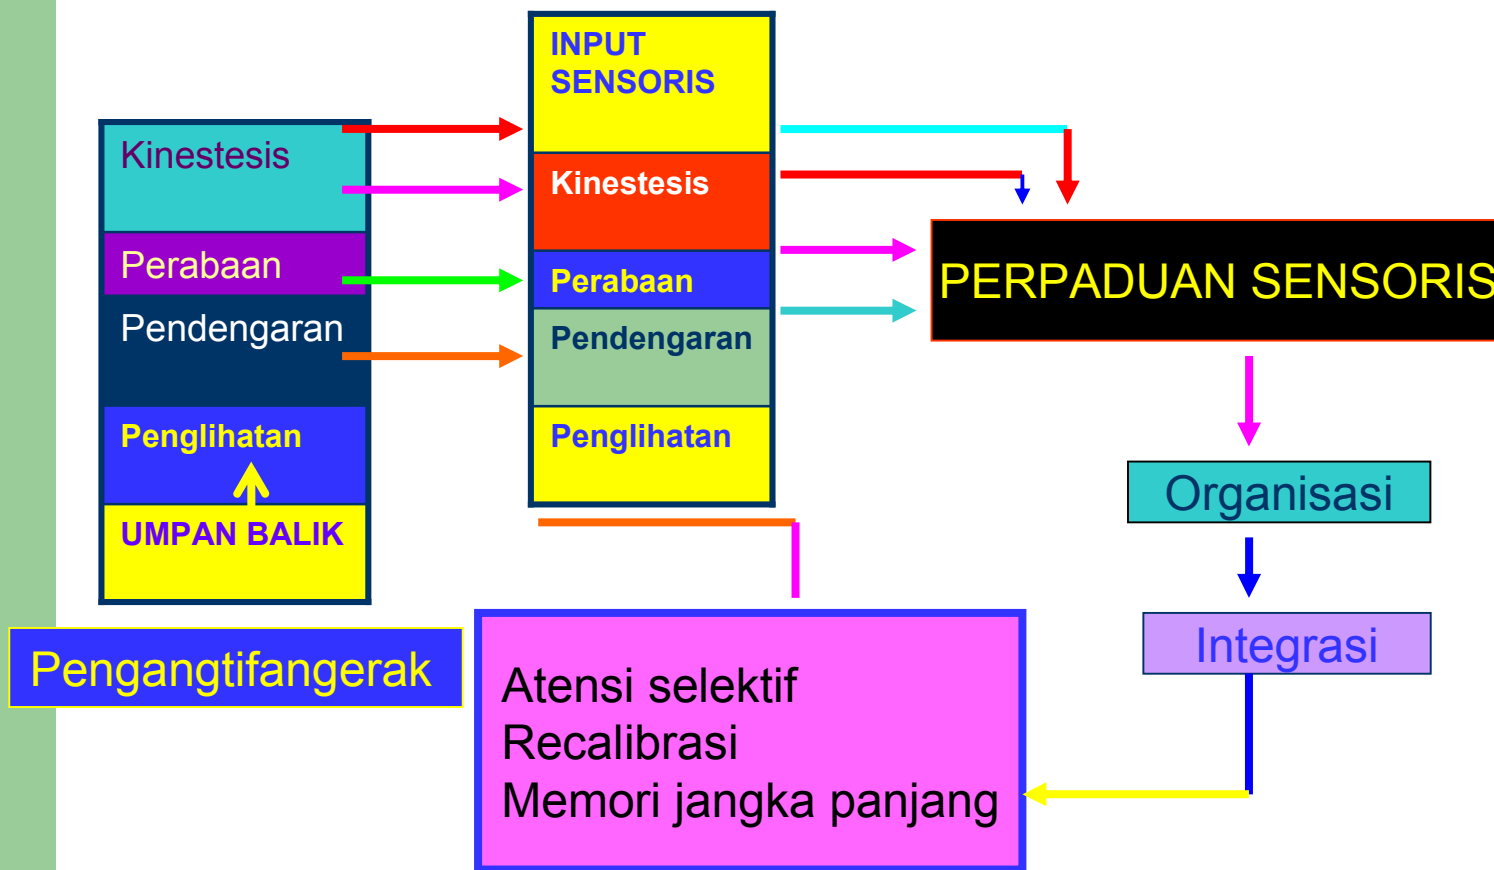 Kinestesis
Perabaan
Pendengaran
Penglihatan
UMPAN BALIK
Pengangtifangerak
INPUT
SENSORIS
Kinestesis
Perabaan
Pendengaran
Penglihatan
PERPADUAN SENSORIS
Organisasi
Integrasi
Atensi selektif
Recalibrasi
Memori jangka panjang